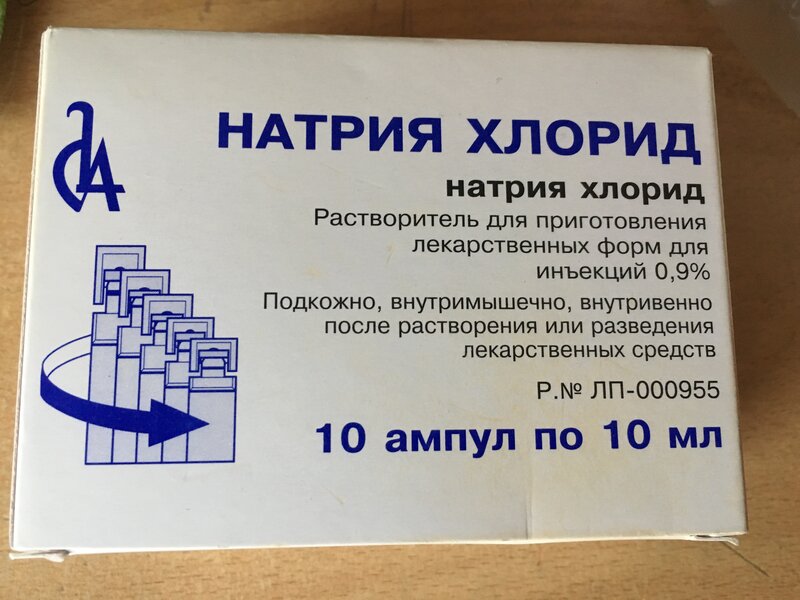 НАТРИЯ ХЛОРИД
натрия хлорид
Растворитель для приготовления
лекарственных форм для
инъекций 0,9%
Подкожно, внутримышечно, внутривенно
после растворения или разведения
лекарственных средств
Р.№ ЛП-000955
10 ампул по 10 мл